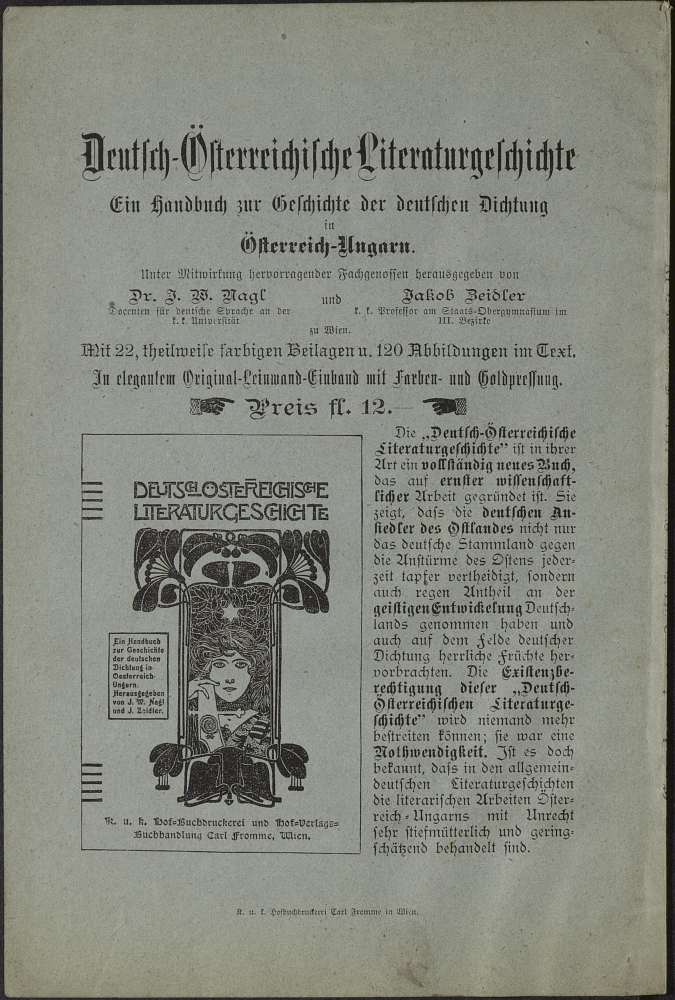 Deutsch-Österreichische Literaturgeschichte
Ein Handbuch zur Geschichte der deutschen Dichtung
in
Österreich-Ungarn.
Unter Mitwirkung hervorragender Fachgenossen herausgegeben von
Dr. J. W. Nagl
Docenten für deutsche Sprache an der
k. k. Universität
und
Jakob Zeidler
k. k. Professor am Staats-Obergymnasium im
III. Bezirke
zu Wien.
Mit 22, theilweise farbigen Beilagen u. 120 Abbildungen im Text.
In elegantem Original-Leinwand-Einband mit Farben- und Goldpressung.
Preis fl. 12.—
DEUTSCH-OSTERREICHISCHE
LITERATURGESCHICHTE
Ein Handbuch
zur Geschichte
der deutschen
Dichtung in
Oesterreich-
Ungarn.
Herausgegeben
von J. W. Nagl
und J. Zeidler.
K. u. k. Hof-Buchdruckerei und Hof-Verlags-
Buchhandlung Carl Fromme, Wien.
Die „Deutsch-Österreichische
Literaturgeschichte" ist in ihrer
Art ein vollständig neues Buch,
das auf ernster wissenschaft-
licher Arbeit gegründet ist. Sie
zeigt, dass die deutschen An-
siedler des Ostlandes nicht nur
das deutsche Stammland gegen
die Anstürme des Ostens jeder-
zeit tapfer vertheidigt, sondern
auch regen Antheil an der
geistigen Entwickelung Deutsch-
lands genommen haben und
auch auf dem Felde deutscher
Dichtung herrliche Früchte her-
vorbrachten. Die Existenzbe-
rechtigung dieser „Deutsch-
Österreichischen Literaturge-
schichte" wird niemand mehr
bestreiten können; sie war eine
Nothwendigkeit. Ist es doch
bekannt, dass in den allgemein-
deutschen Literaturgeschichten
die literarischen Arbeiten Öster-
reich-Ungarns mit Unrecht
sehr stiefmütterlich und gering-
schätzend behandelt sind.
K. u. k. Hofbuchdruckerei Carl Fromme in Wien.